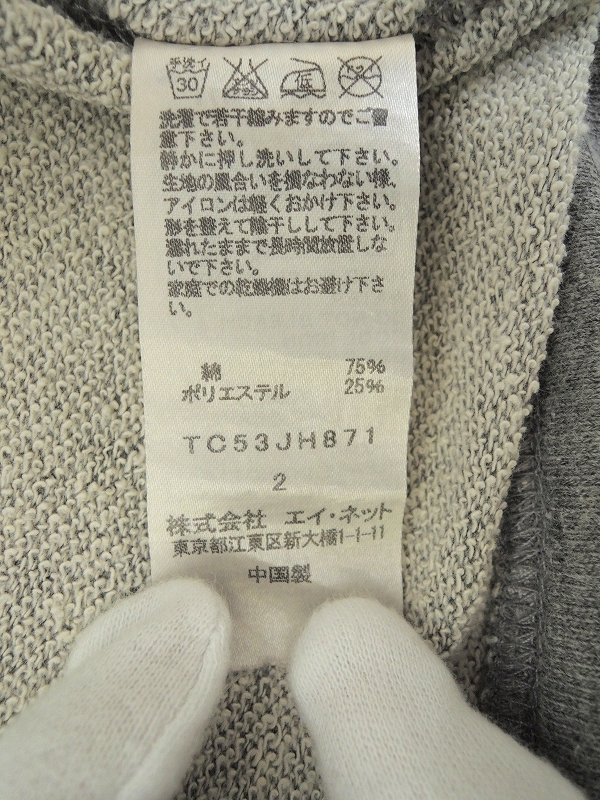 手洗イ
30
低
洗濯で若干縮みますのでご留
意下さい。
静かに押し洗いして下さい。
生地の風合いを損なわない様、
アイロンは軽くおかけ下さい。
形を整えて陰干しして下さい。
濡れたままで長時間放置しな
いで下さい。
家庭での乾燥機はお避け下さ
い。
綿 75%
ポリエステル 25%
TC53JH871
2
株式会社 エイ・ネット
東京都江東区新大橋1-1-11
中国製